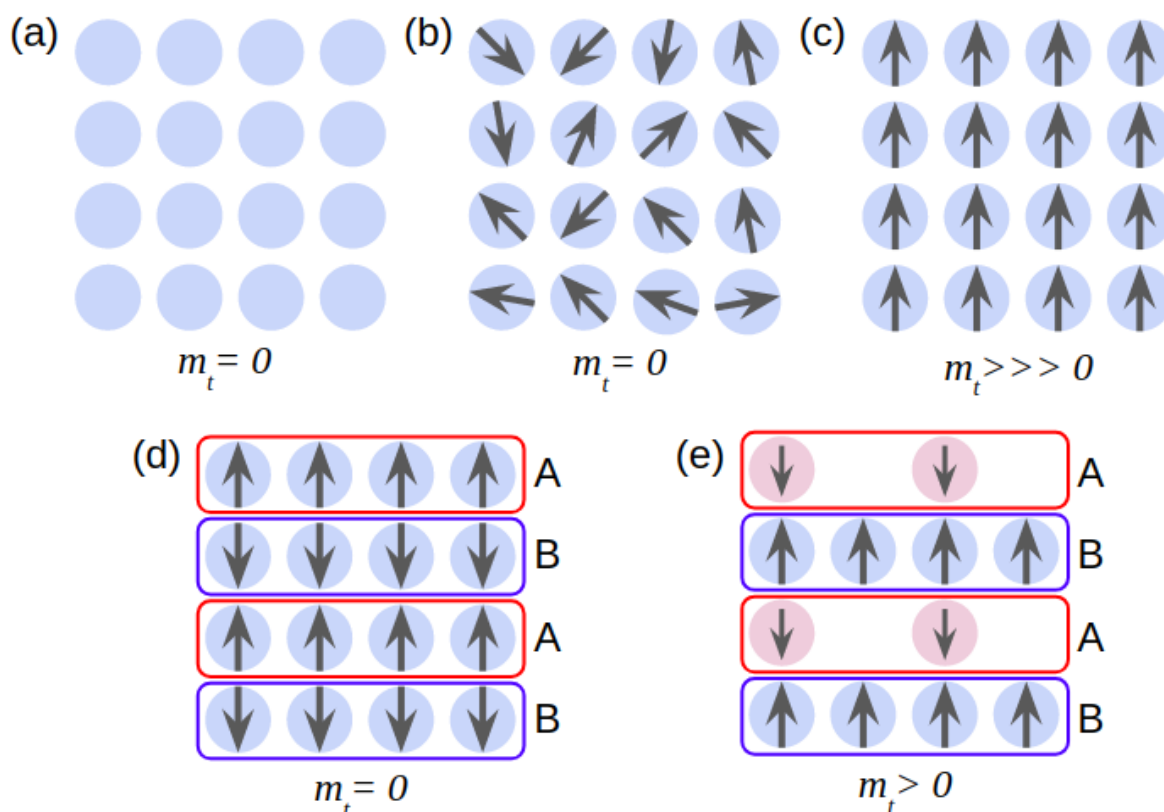 (a)
(b)
(c)
m_t = 0
m_t = 0
m_t >>> 0
(d)
A
B
A
B
m_t = 0
(e)
A
B
A
B
m_t > 0